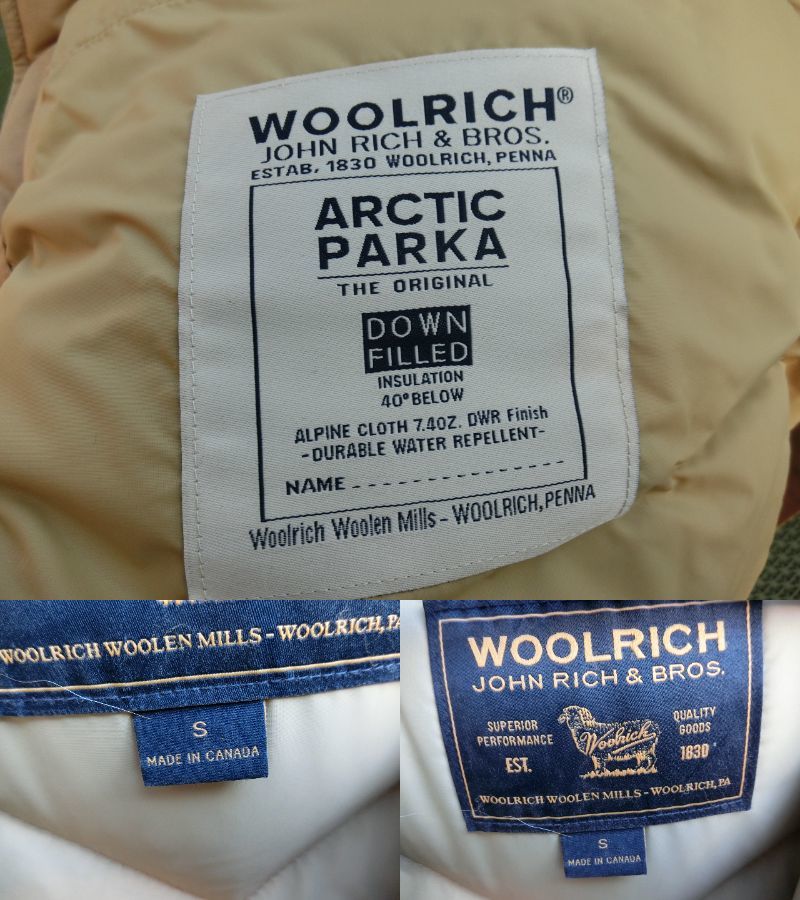 WOOLRICH®
JOHN RICH & BROS.
ESTAB. 1830 WOOLRICH, PENNA
ARCTIC
PARKA
THE ORIGINAL
DOWN
FILLED
INSULATION
40° BELOW
ALPINE CLOTH 7.4OZ. DWR Finish
-DURABLE WATER REPELLENT-
NAME
Woolrich Woolen Mills - WOOLRICH, PENNA
WOOLRICH WOOLEN MILLS - WOOLRICH, PA
S
MADE IN CANADA
WOOLRICH
JOHN RICH & BROS.
SUPERIOR
PERFORMANCE
EST.
Woolrich
QUALITY
GOODS
1830
WOOLRICH WOOLEN MILLS - WOOLRICH, PA
S
MADE IN CANADA